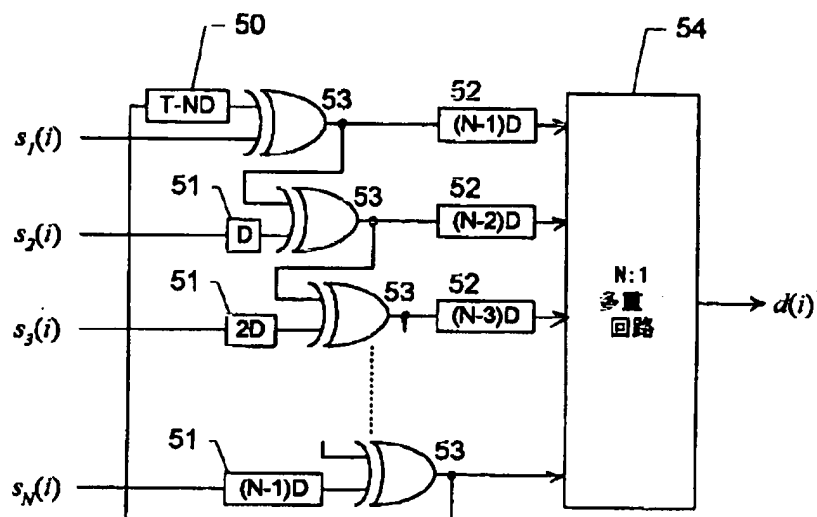 50
54
T-ND
53
52
(N-1)D
s₁(i)
51
53
52
s₂(i)
D
(N-2)D
51
53
52
N:1
多重
回路
d(i)
s₃(i)
2D
(N-3)D
51
53
s_N(i)
(N-1)D